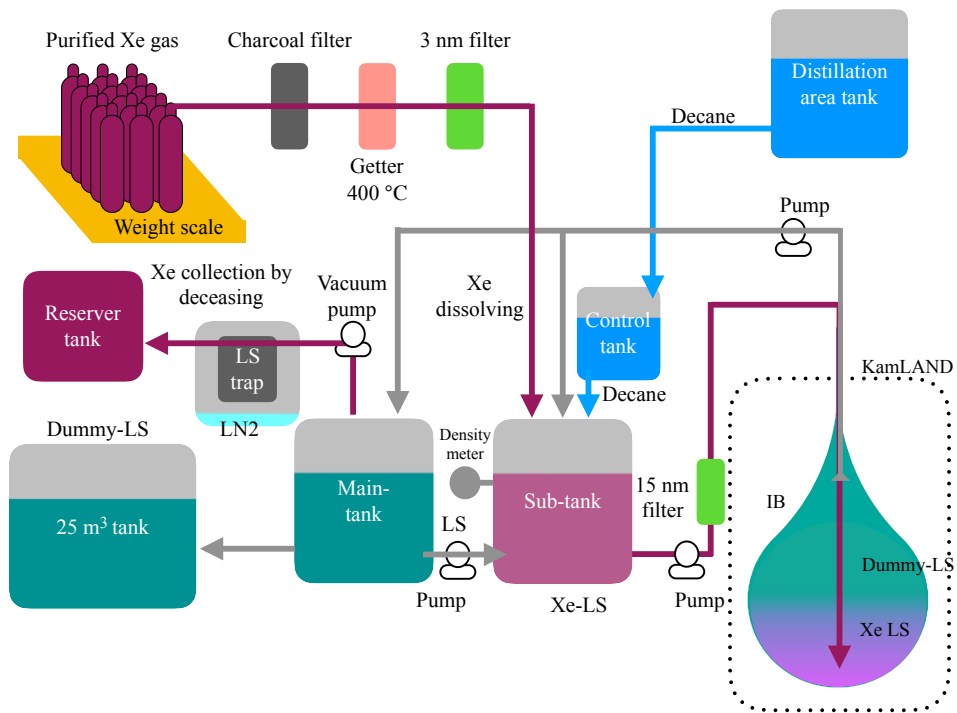 Purified Xe gas
Charcoal filter
3 nm filter
Distillation
area tank
Decane
Getter
400 °C
Weight scale
Pump
Xe collection by
deceasing
Vacuum
pump
Xe
dissolving
Reserver
tank
Control
tank
LS
trap
KamLAND
Decane
LN2
Dummy-LS
Density
meter
Main-
tank
Sub-tank
15 nm
filter
IB
25 m³ tank
LS
Dummy-LS
Pump
Xe-LS
Pump
Xe LS